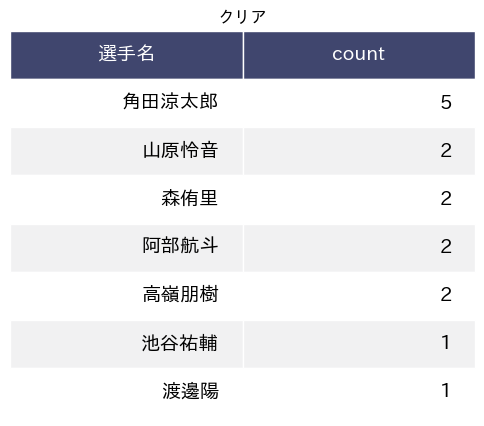 クリア
選手名 count
角田涼太郎 5
山原怜音 2
森侑里 2
阿部航斗 2
高嶺朋樹 2
池谷祐輔 1
渡邊陽 1